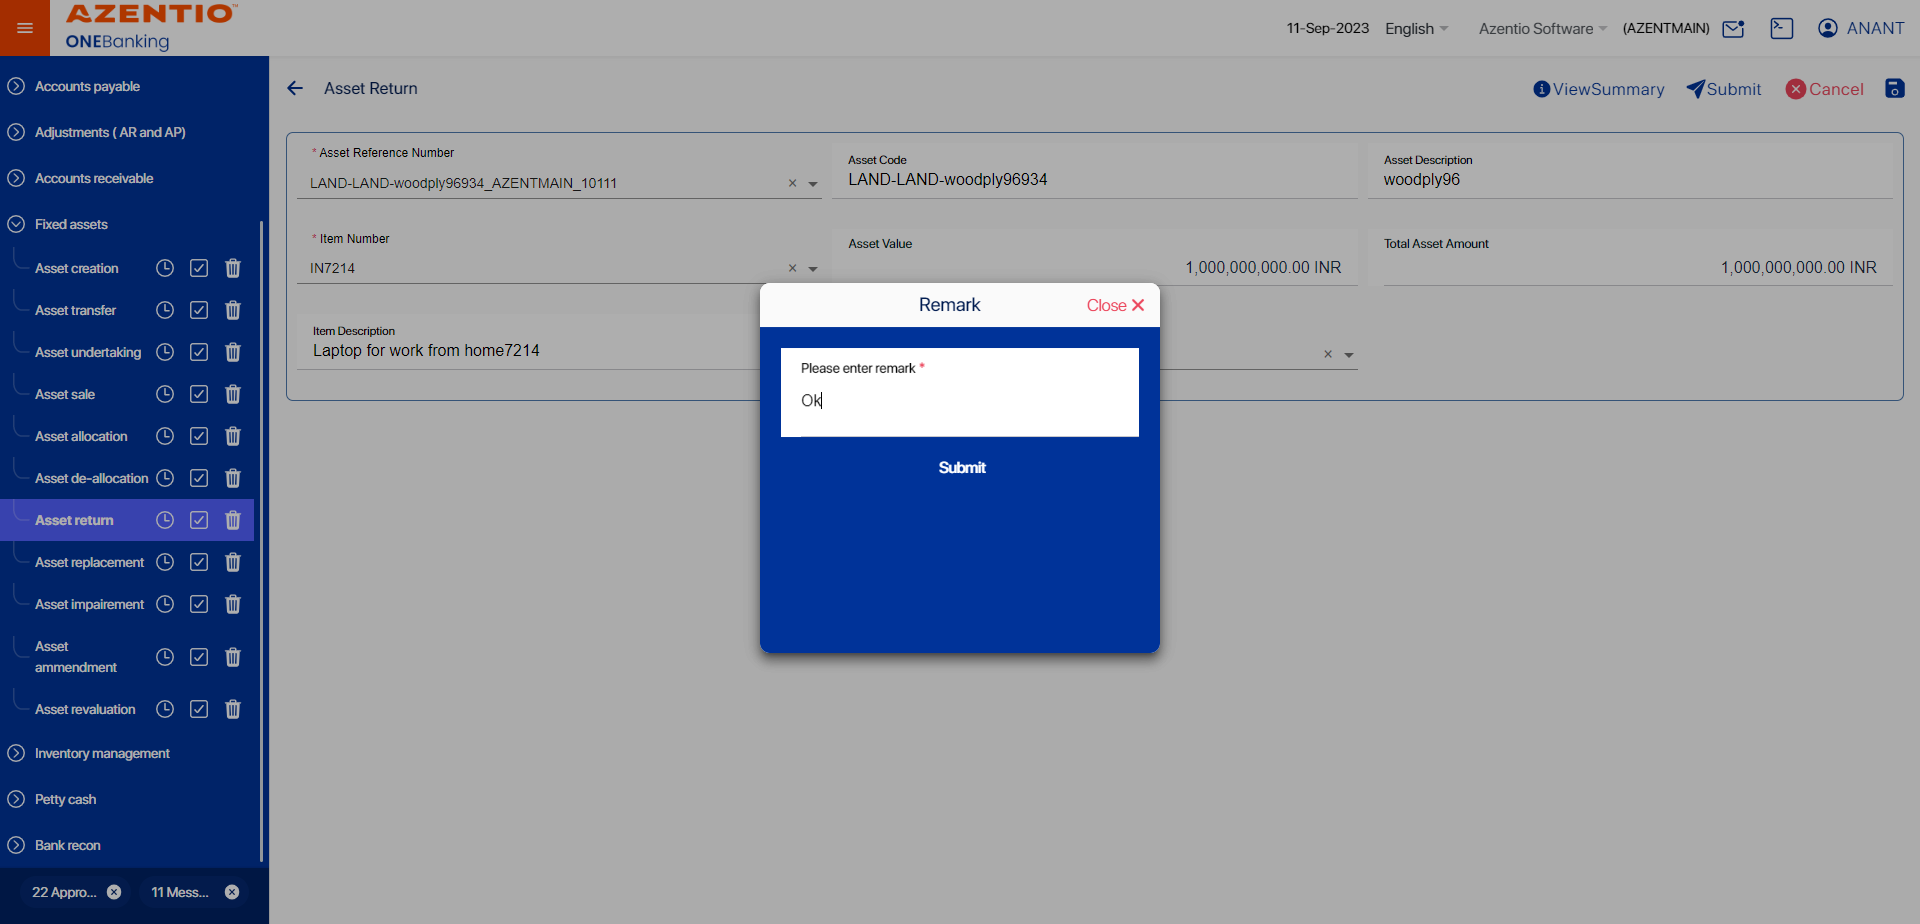 AZENTIO™
ONEBanking
11-Sep-2023 English Azentio Software (AZENTMAIN) ANANT
Accounts payable
Adjustments ( AR and AP)
Accounts receivable
Fixed assets
Asset creation
Asset transfer
Asset undertaking
Asset sale
Asset allocation
Asset de-allocation
Asset return
Asset replacement
Asset impairement
Asset
ammendment
Asset revaluation
Inventory management
Petty cash
Bank recon
22 Appro... 11 Mess...
Asset Return
ViewSummary Submit Cancel
* Asset Reference Number
LAND-LAND-woodply96934_AZENTMAIN_10111
Asset Code
LAND-LAND-woodply96934
Asset Description
woodply96
* Item Number
IN7214
Asset Value
1,000,000,000.00 INR
Total Asset Amount
1,000,000,000.00 INR
Item Description
Laptop for work from home7214
Remark
Close
Please enter remark *
Ok
Submit